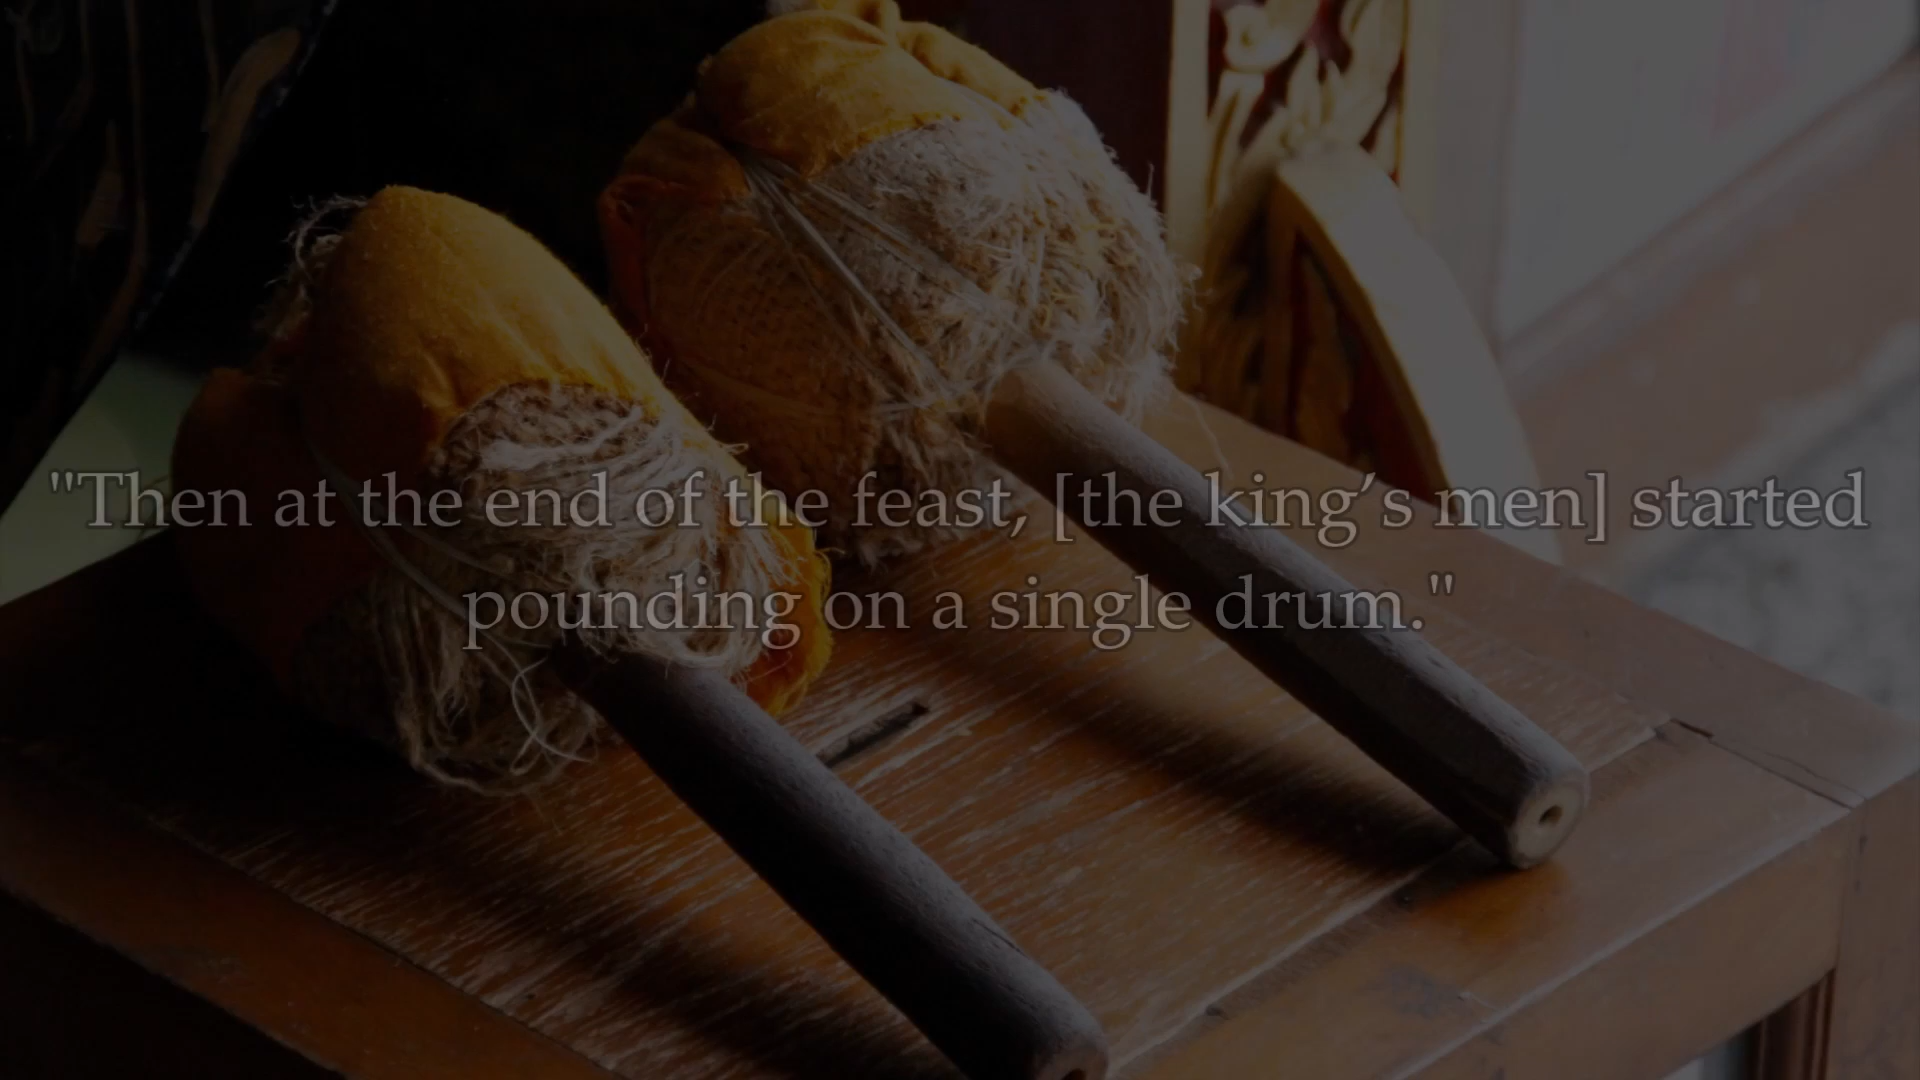 "Then at the end of the feast, [the king’s men] started
pounding on a single drum."